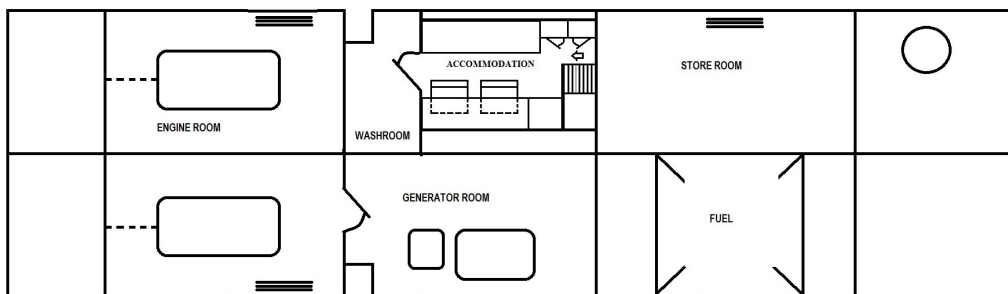 ACCOMMODATION
STORE ROOM
ENGINE ROOM
WASHROOM
GENERATOR ROOM
FUEL